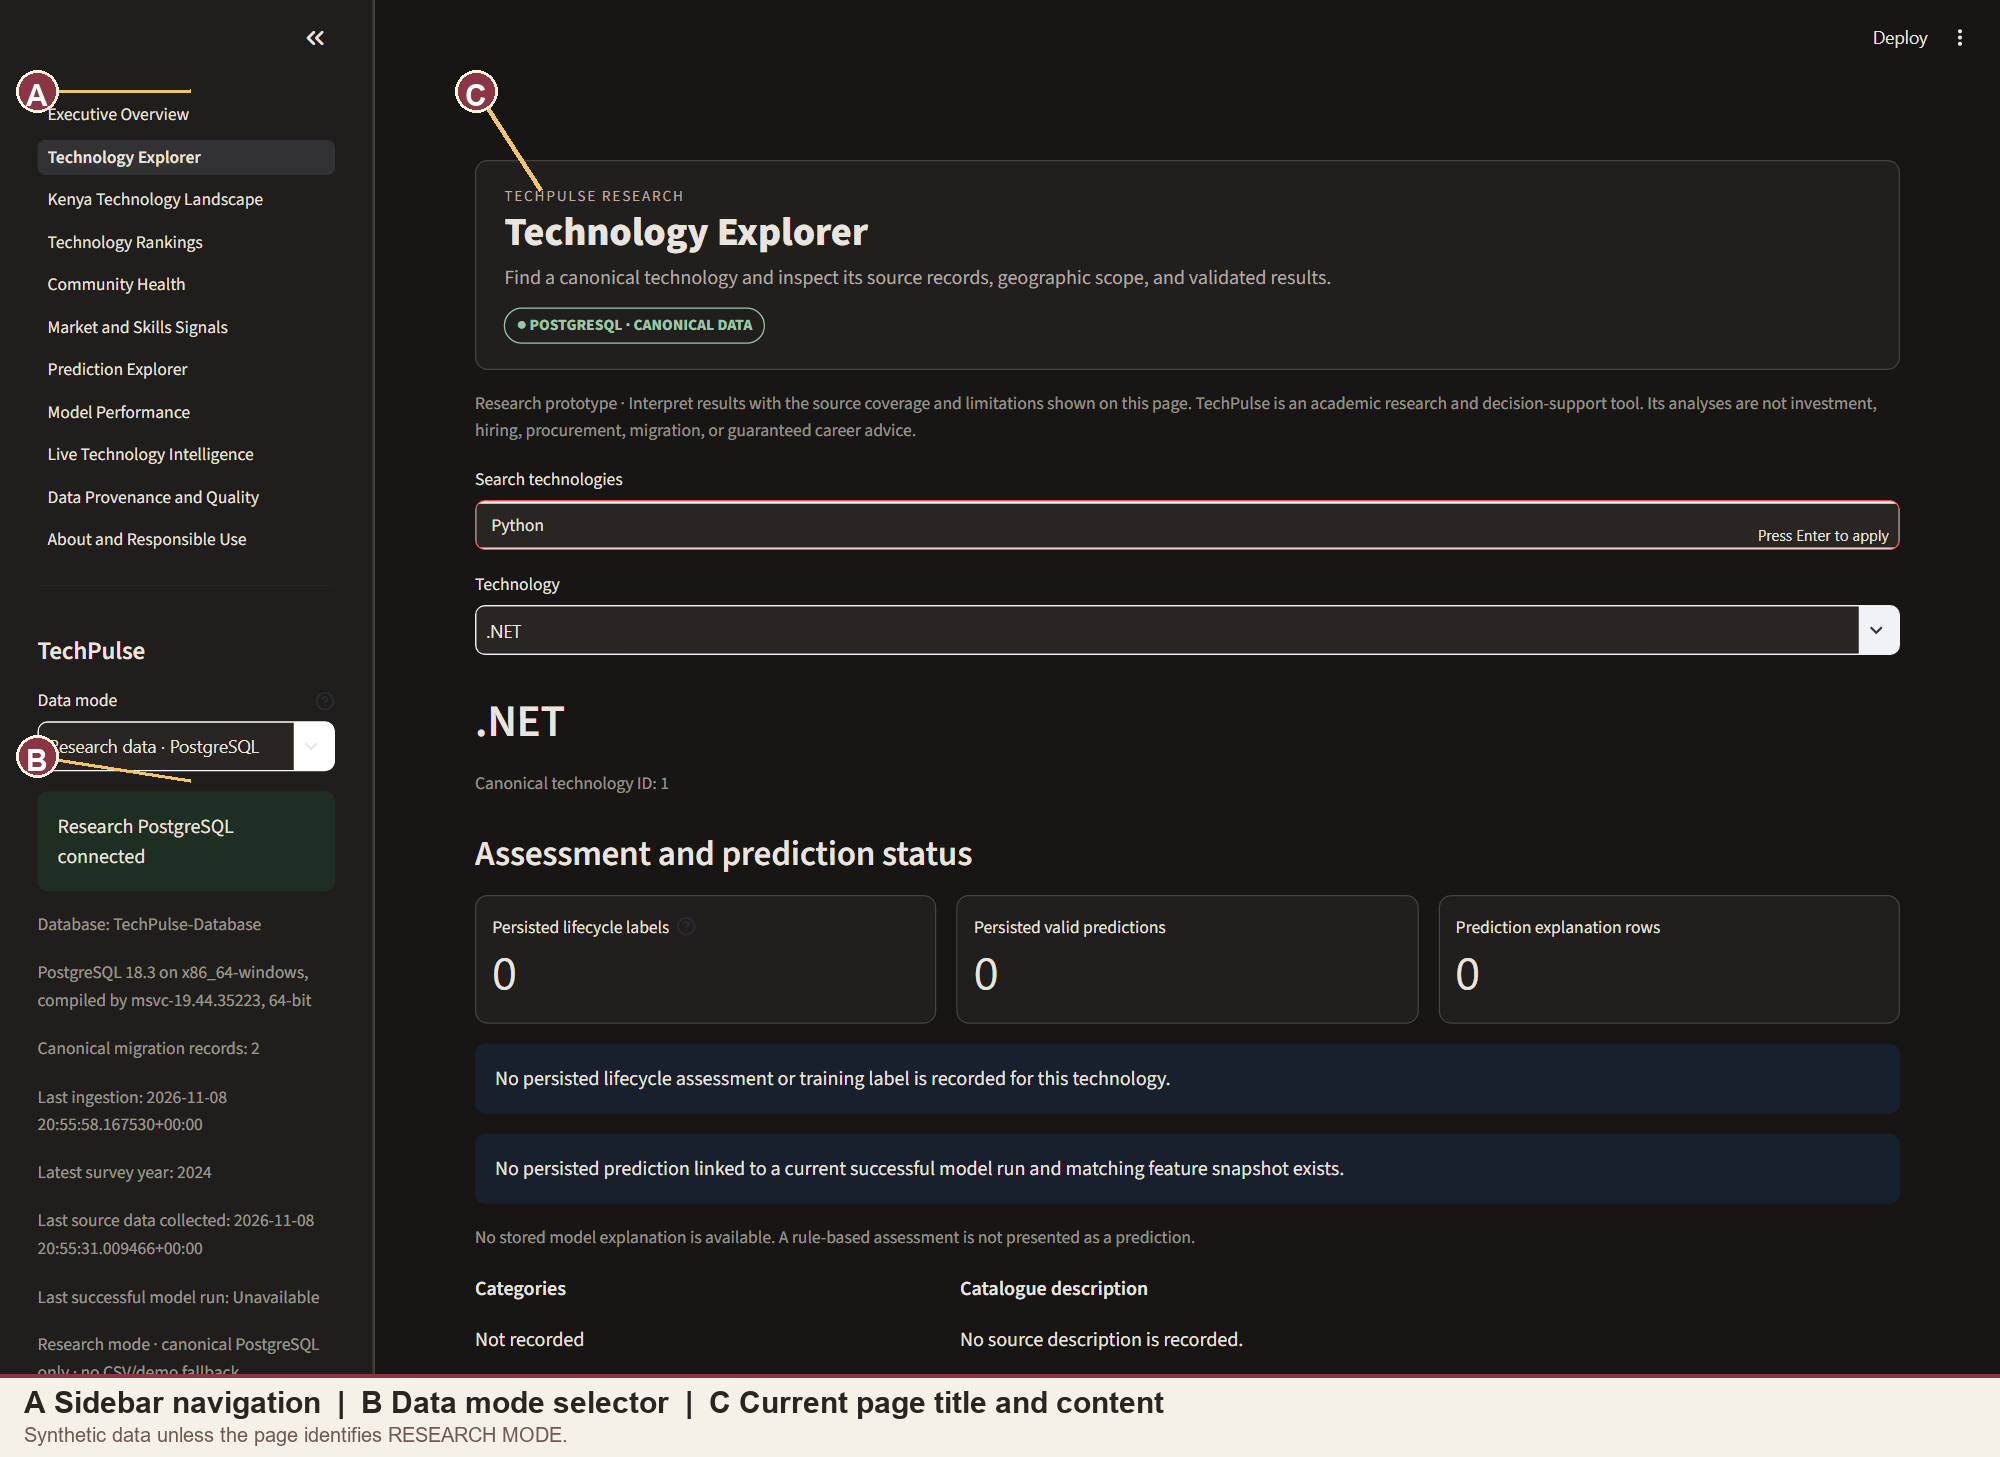 Deploy
A
Executive Overview
Technology Explorer
Kenya Technology Landscape
Technology Rankings
Community Health
Market and Skills Signals
Prediction Explorer
Model Performance
Live Technology Intelligence
Data Provenance and Quality
About and Responsible Use
TechPulse
Data mode
B
Research data · PostgreSQL
Research PostgreSQL
connected
Database: TechPulse-Database
PostgreSQL 18.3 on x86_64-windows,
compiled by msvc-19.44.35223, 64-bit
Canonical migration records: 2
Last ingestion: 2026-11-08
20:55:58.167530+00:00
Latest survey year: 2024
Last source data collected: 2026-11-08
20:55:31.009466+00:00
Last successful model run: Unavailable
Research mode · canonical PostgreSQL
only · no CSV/demo fallback
C
TECHPULSE RESEARCH
Technology Explorer
Find a canonical technology and inspect its source records, geographic scope, and validated results.
POSTGRESQL · CANONICAL DATA
Research prototype · Interpret results with the source coverage and limitations shown on this page. TechPulse is an academic research and decision-support tool. Its analyses are not investment,
hiring, procurement, migration, or guaranteed career advice.
Search technologies
Python
Press Enter to apply
Technology
.NET
.NET
Canonical technology ID: 1
Assessment and prediction status
Persisted lifecycle labels
0
Persisted valid predictions
0
Prediction explanation rows
0
No persisted lifecycle assessment or training label is recorded for this technology.
No persisted prediction linked to a current successful model run and matching feature snapshot exists.
No stored model explanation is available. A rule-based assessment is not presented as a prediction.
Categories
Not recorded
Catalogue description
No source description is recorded.
A Sidebar navigation | B Data mode selector | C Current page title and content
Synthetic data unless the page identifies RESEARCH MODE.